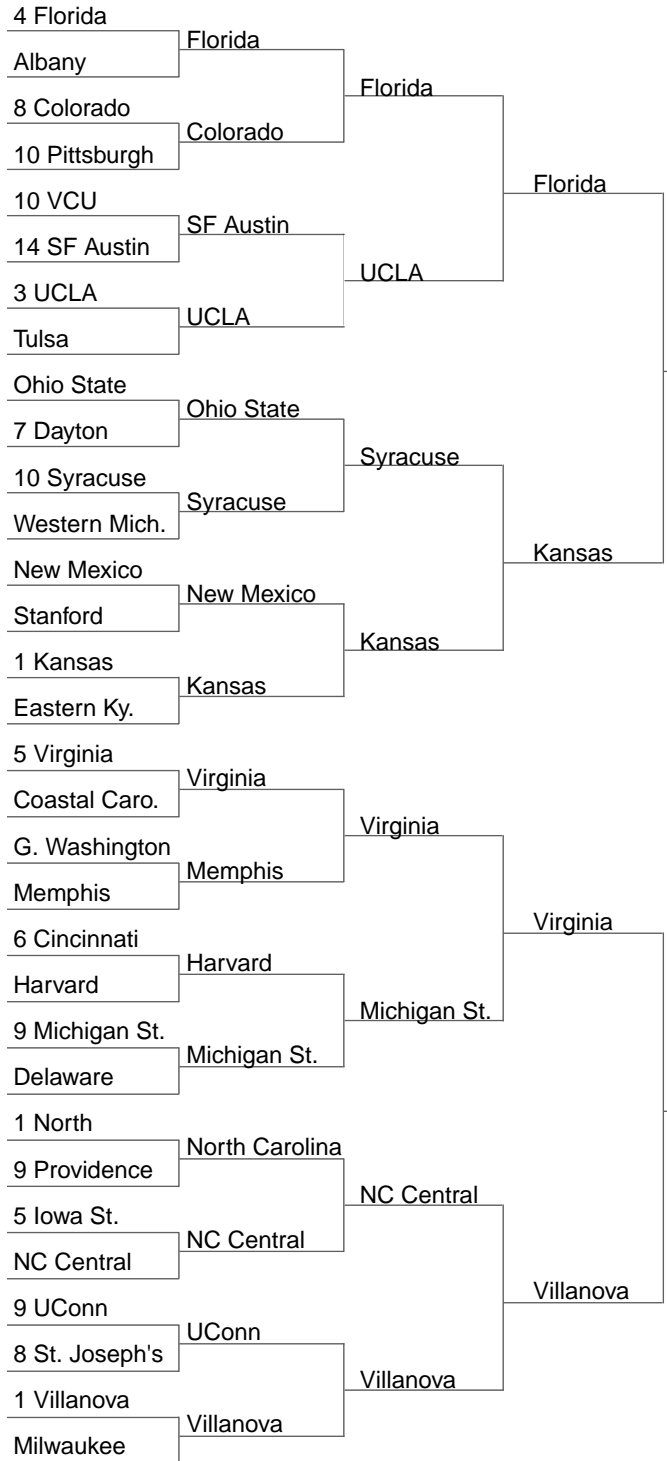 4 Florida
Albany
8 Colorado
10 Pittsburgh
10 VCU
14 SF Austin
3 UCLA
Tulsa
Ohio State
7 Dayton
10 Syracuse
Western Mich.
New Mexico
Stanford
1 Kansas
Eastern Ky.
5 Virginia
Coastal Caro.
G. Washington
Memphis
6 Cincinnati
Harvard
9 Michigan St.
Delaware
1 North
9 Providence
5 Iowa St.
NC Central
9 UConn
8 St. Joseph's
1 Villanova
Milwaukee
Florida
Colorado
SF Austin
UCLA
Ohio State
Syracuse
New Mexico
Kansas
Virginia
Memphis
Harvard
Michigan St.
North Carolina
NC Central
UConn
Villanova
Florida
UCLA
Syracuse
Kansas
Virginia
Michigan St.
NC Central
Villanova
Florida
Kansas
Virginia
Villanova